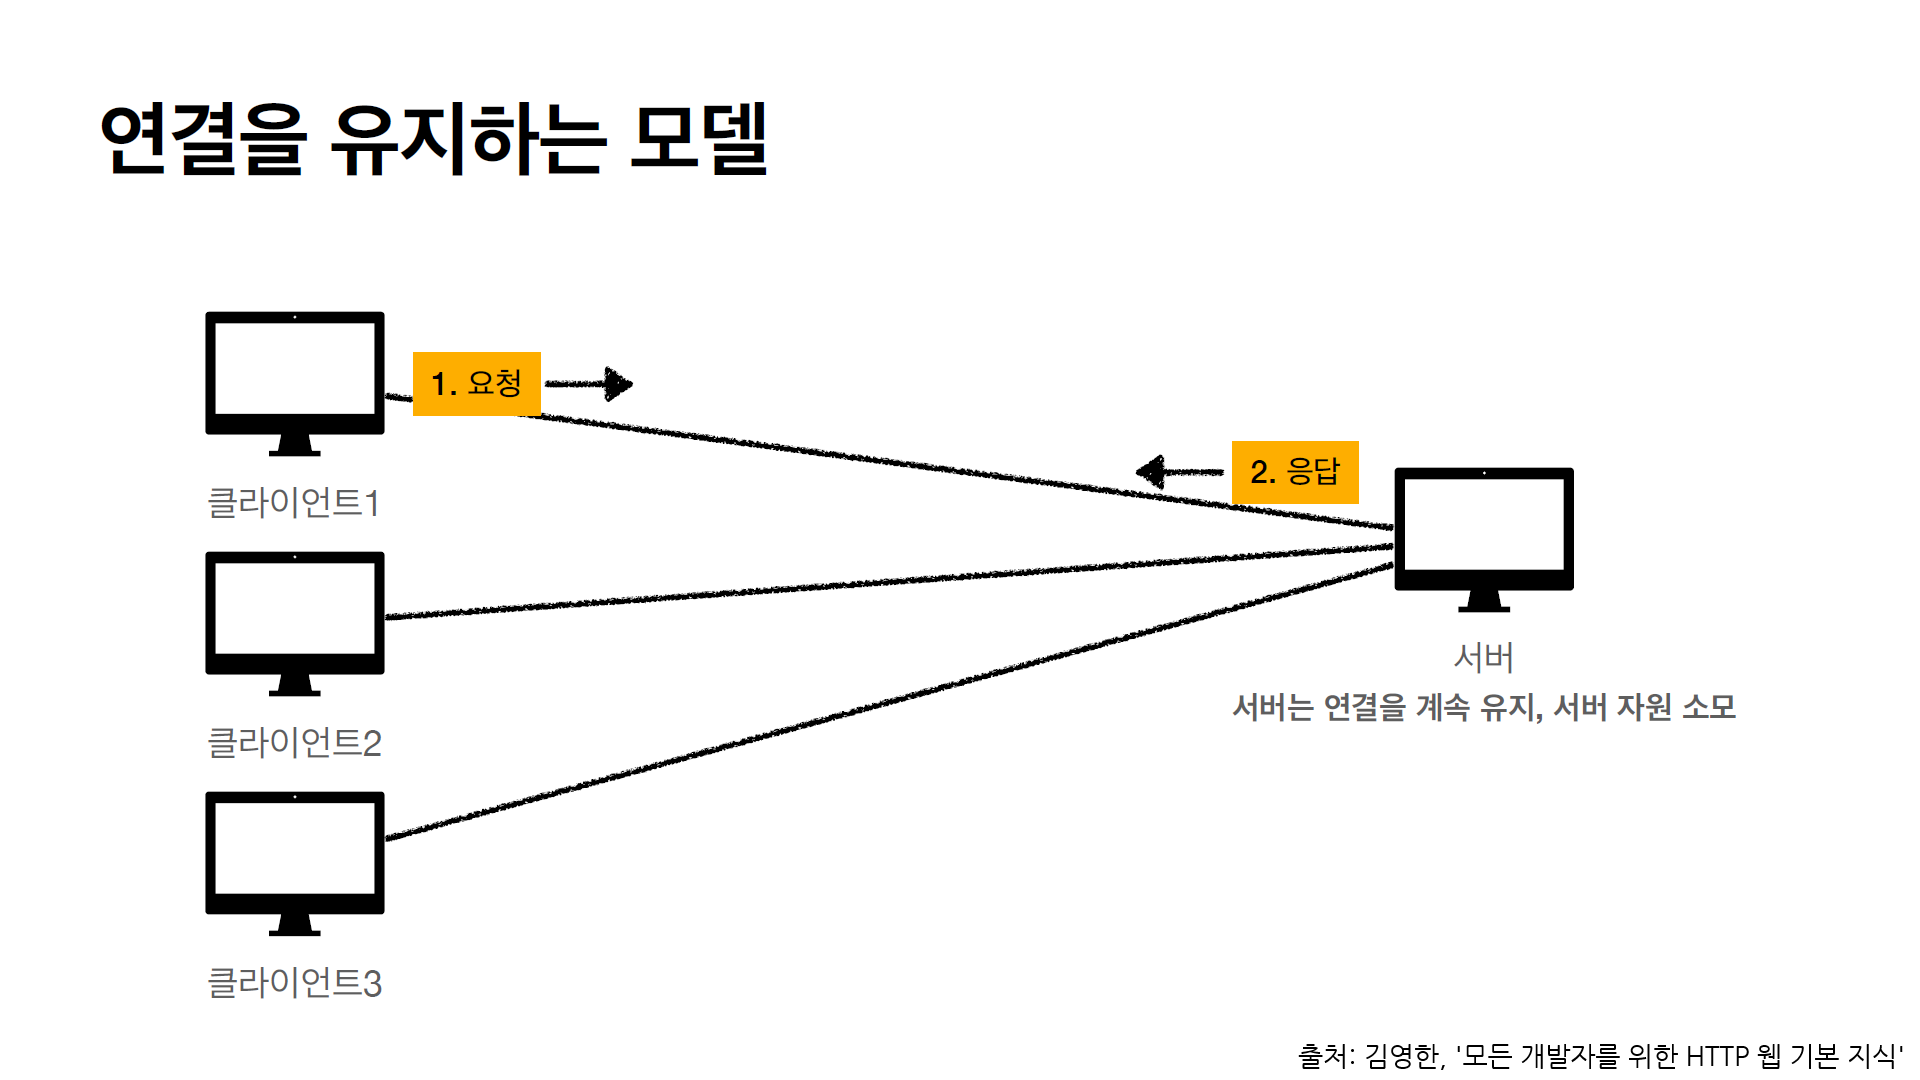 연결을 유지하는 모델
1. 요청
클라이언트1
2. 응답
서버
서버는 연결을 계속 유지, 서버 자원 소모
클라이언트2
클라이언트3
출처: 김영한, '모든 개발자를 위한 HTTP 웹 기본 지식'